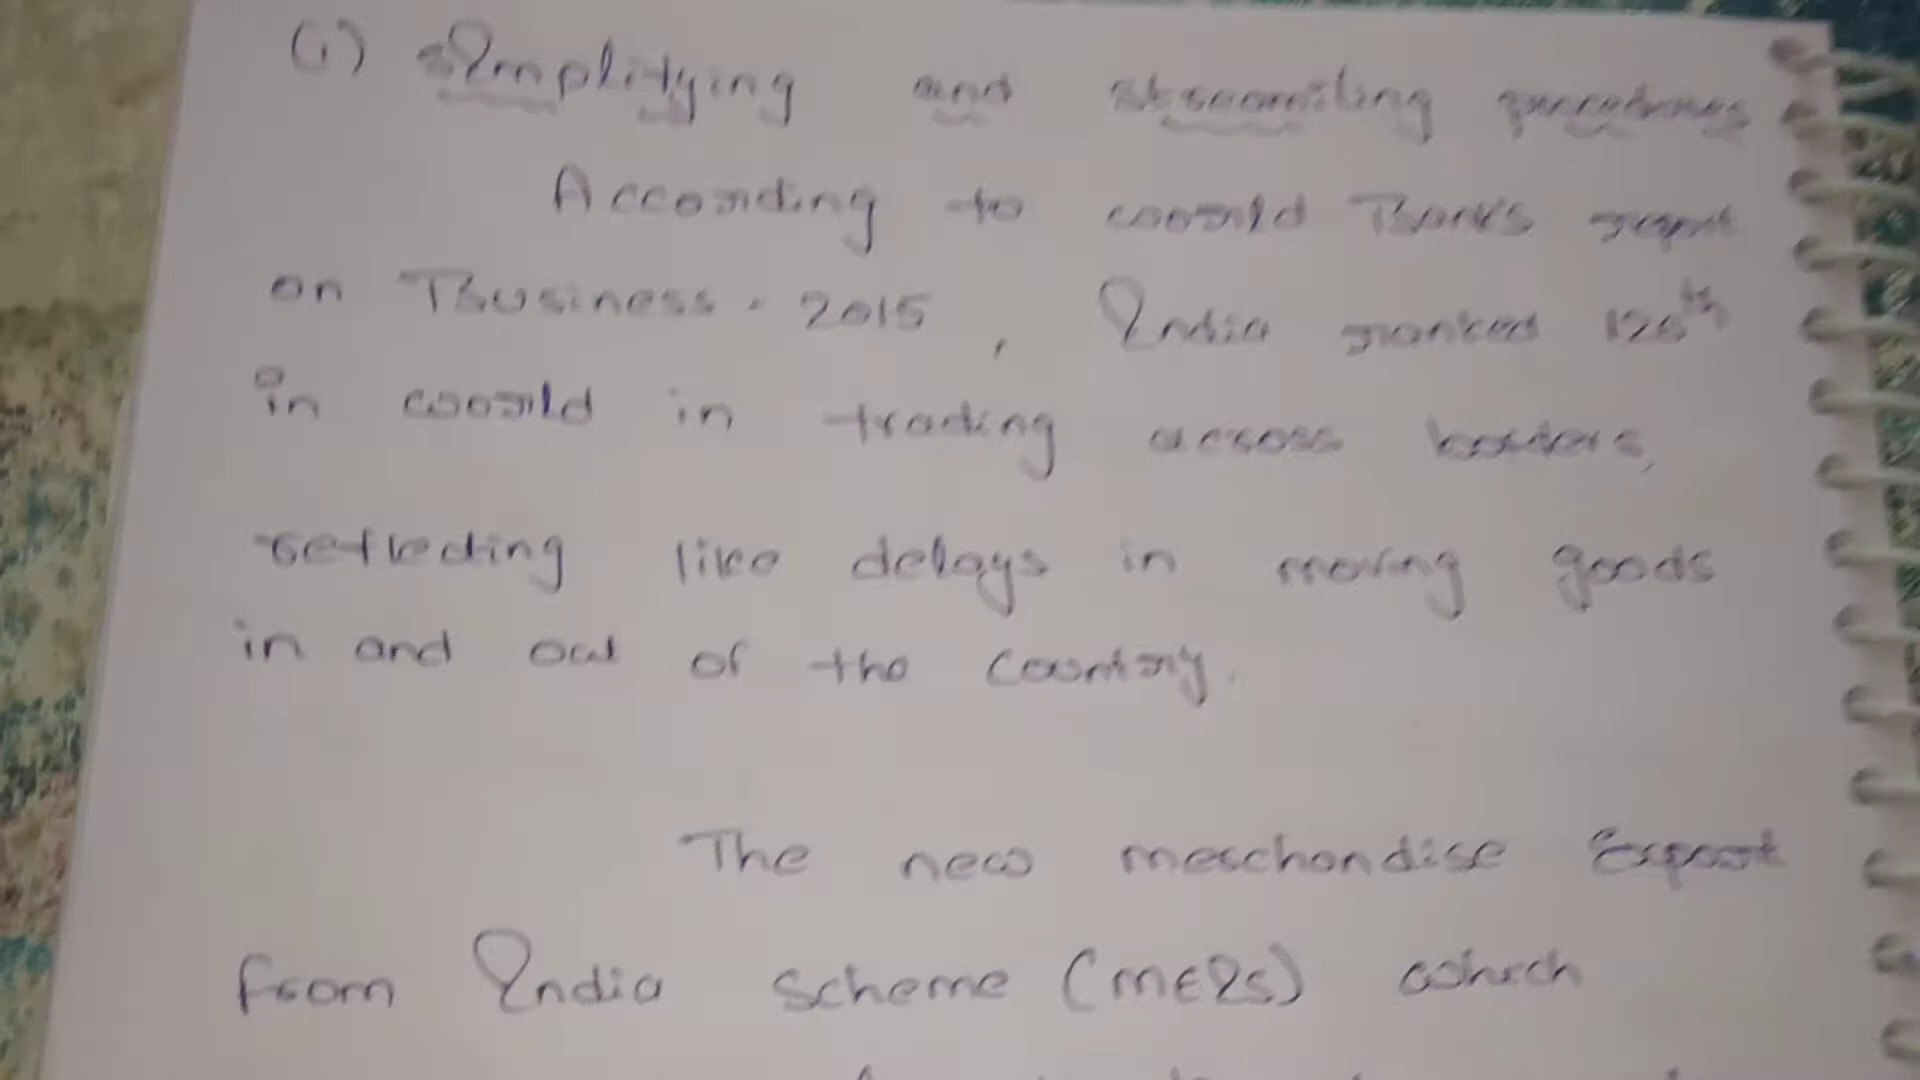 (i) simplifying and streamiling procedures
According to world Bank's report
on Business - 2015, India ranked 126th
in world in trading across borders,
reflecting like delays in moving goods
in and out of the country.
The new merchandise Export
from India scheme (MEIS) which